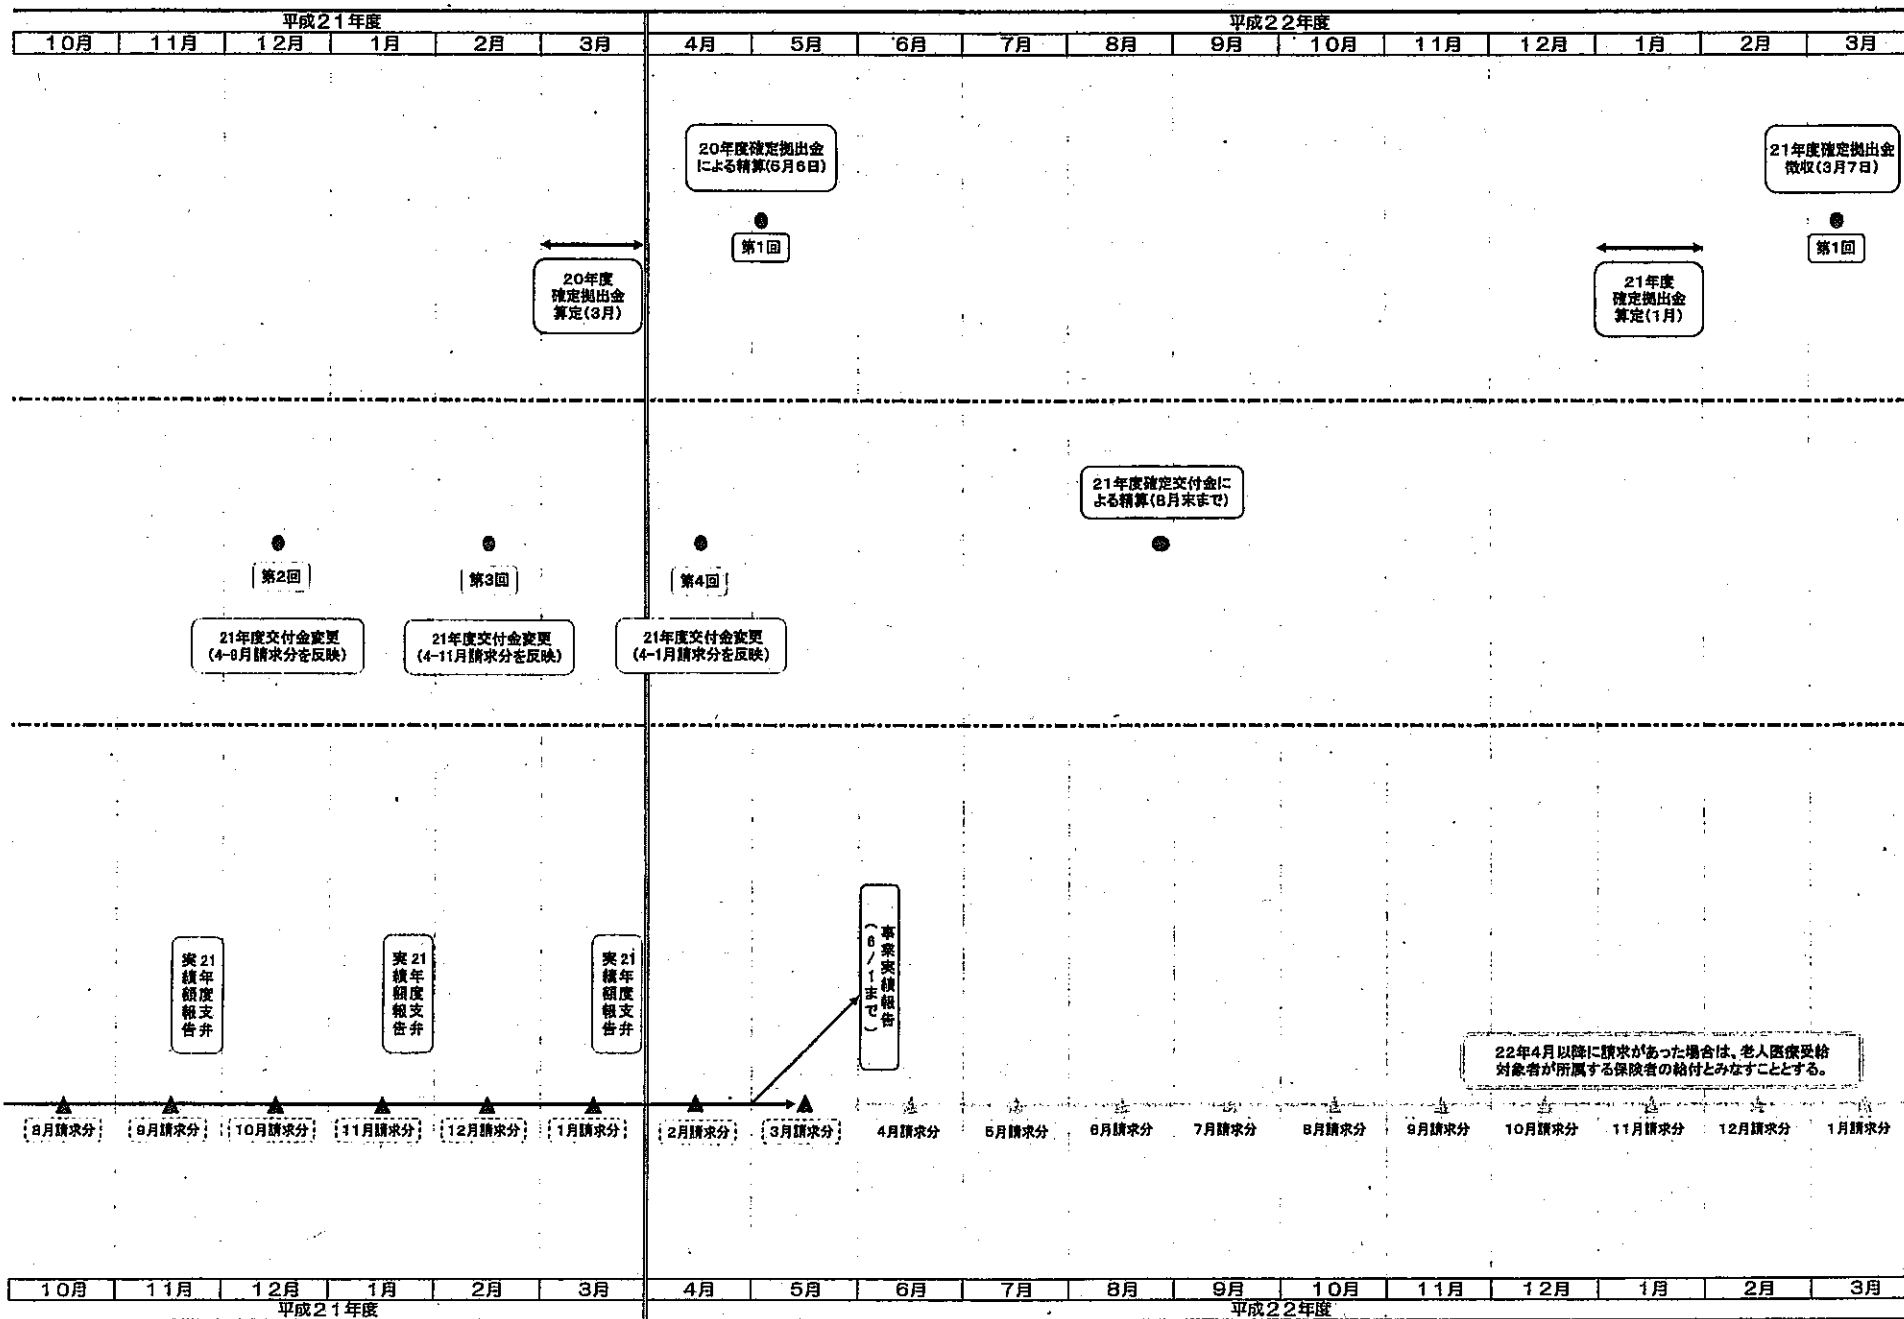 平成21年度
平成22年度
10月
11月
12月
1月
2月
3月
4月
5月
6月
7月
8月
9月
10月
11月
12月
1月
2月
3月
20年度確定拠出金
による精算(5月6日)
第1回
20年度
確定拠出金
算定(3月)
21年度確定拠出金
徴収(3月7日)
第1回
21年度
確定拠出金
算定(1月)
21年度確定交付金に
よる精算(8月末まで)
第2回
第3回
第4回
21年度交付金変更
(4-9月請求分を反映)
21年度交付金変更
(4-11月請求分を反映)
21年度交付金変更
(4-1月請求分を反映)
21年度支弁
実績額報告
21年度支弁
実績額報告
21年度支弁
実績額報告
事業実績報告
(6/1まで)
22年4月以降に請求があった場合は、老人医療受給
対象者が所属する保険者の給付とみなすこととする。
8月請求分
9月請求分
10月請求分
11月請求分
12月請求分
1月請求分
2月請求分
3月請求分
4月請求分
5月請求分
6月請求分
7月請求分
8月請求分
9月請求分
10月請求分
11月請求分
12月請求分
1月請求分
10月
11月
12月
1月
2月
3月
4月
5月
6月
7月
8月
9月
10月
11月
12月
1月
2月
3月
平成21年度
平成22年度